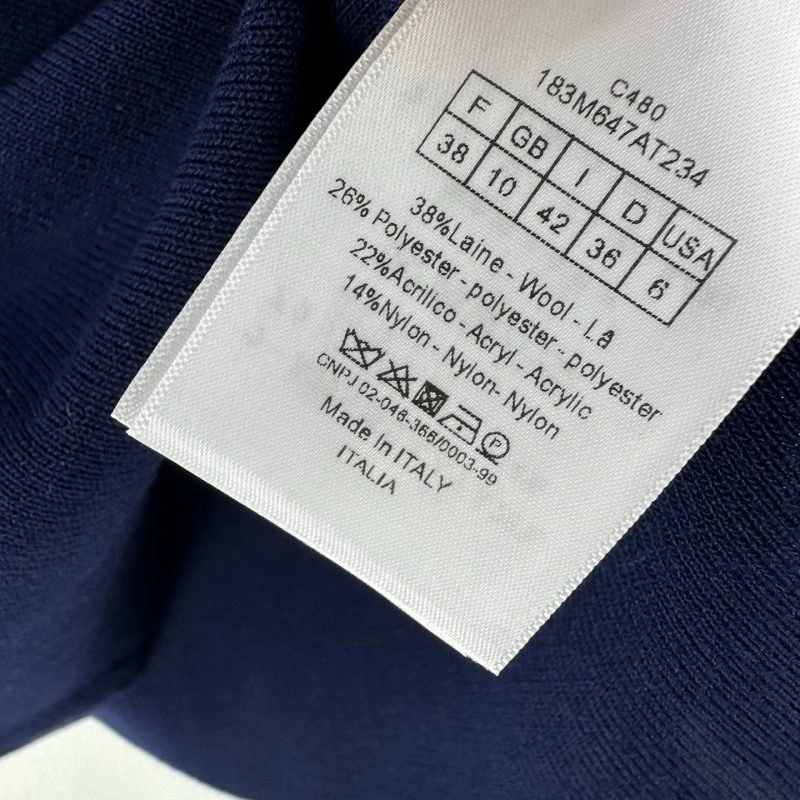 C480
183M647AT234
F GB I D USA
38 10 42 36 6
38%Laine - Wool - Lã
26% Polyester - polyester - polyester
22%Acrilico - Acryl - Acrylic
14%Nylon - Nylon- Nylon
P
CNPJ 02-046-366/0003-99
Made in ITALY
ITALIA